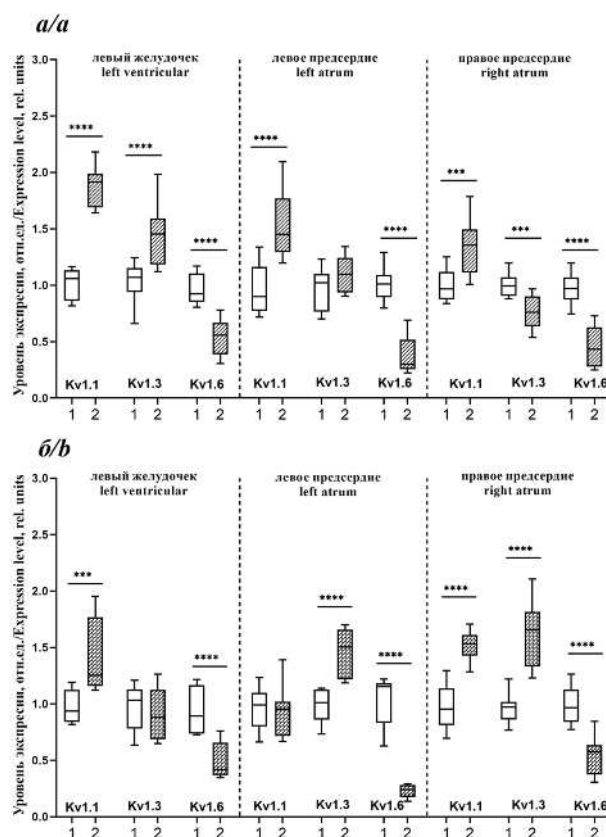 а/a
левый желудочек
left ventricular
левое предсердие
left atrum
правое предсердие
right atrum
Уровень экспресии, отн.ед./Expression level, rel. units
3.0
2.5
2.0
1.5
1.0
0.5
0.0
**** **** **** **** **** *** *** ****
Kv1.1 Kv1.3 Kv1.6 Kv1.1 Kv1.3 Kv1.6 Kv1.1 Kv1.3 Kv1.6
1 2 1 2 1 2 1 2 1 2 1 2 1 2 1 2 1 2
б/b
левый желудочек
left ventricular
левое предсердие
left atrum
правое предсердие
right atrum
Уровень экспресии, отн.ед./Expression level, rel. units
3.0
2.5
2.0
1.5
1.0
0.5
0.0
*** **** **** **** **** **** ****
Kv1.1 Kv1.3 Kv1.6 Kv1.1 Kv1.3 Kv1.6 Kv1.1 Kv1.3 Kv1.6
1 2 1 2 1 2 1 2 1 2 1 2 1 2 1 2 1 2